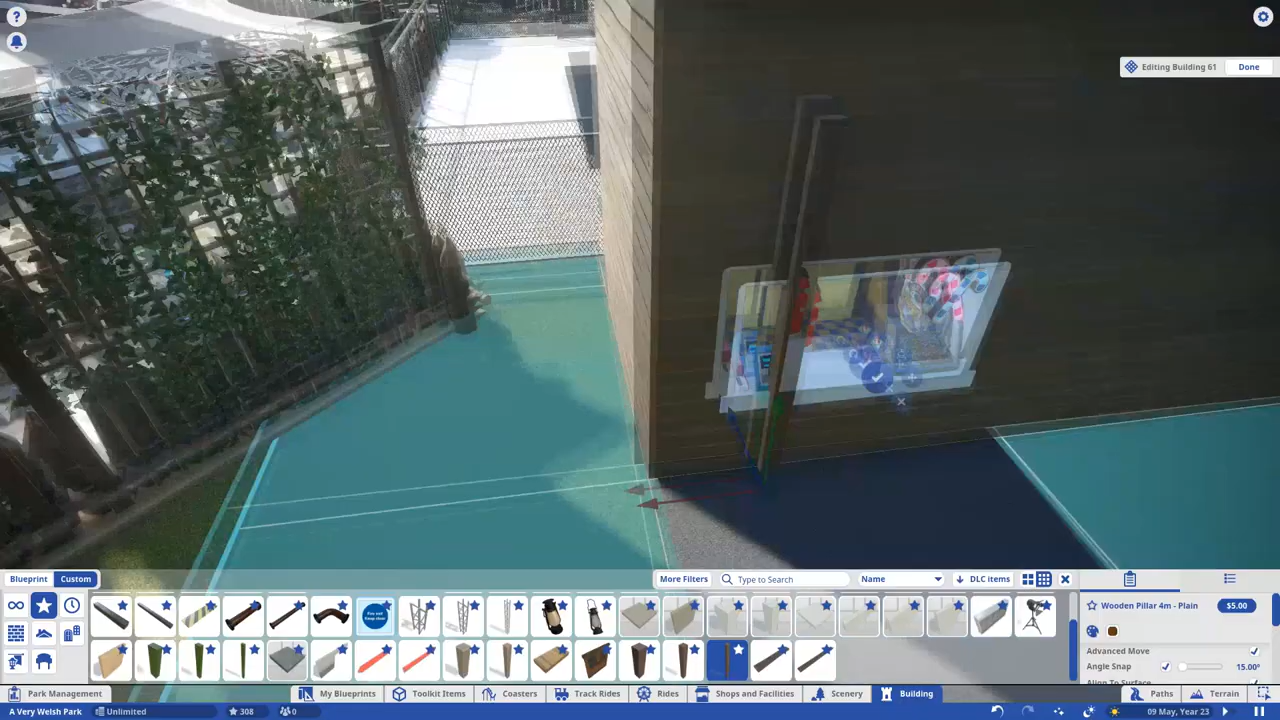 Editing Building 61
Done
Blueprint
Custom
More Filters
Type to Search
Name
DLC items
Wooden Pillar 4m - Plain
$5.00
Advanced Move
Angle Snap
15.00°
Park Management
My Blueprints
Toolkit Items
Coasters
Track Rides
Rides
Shops and Facilities
Scenery
Building
Paths
Terrain
A Very Welsh Park
Unlimited
308
0
09 May, Year 23